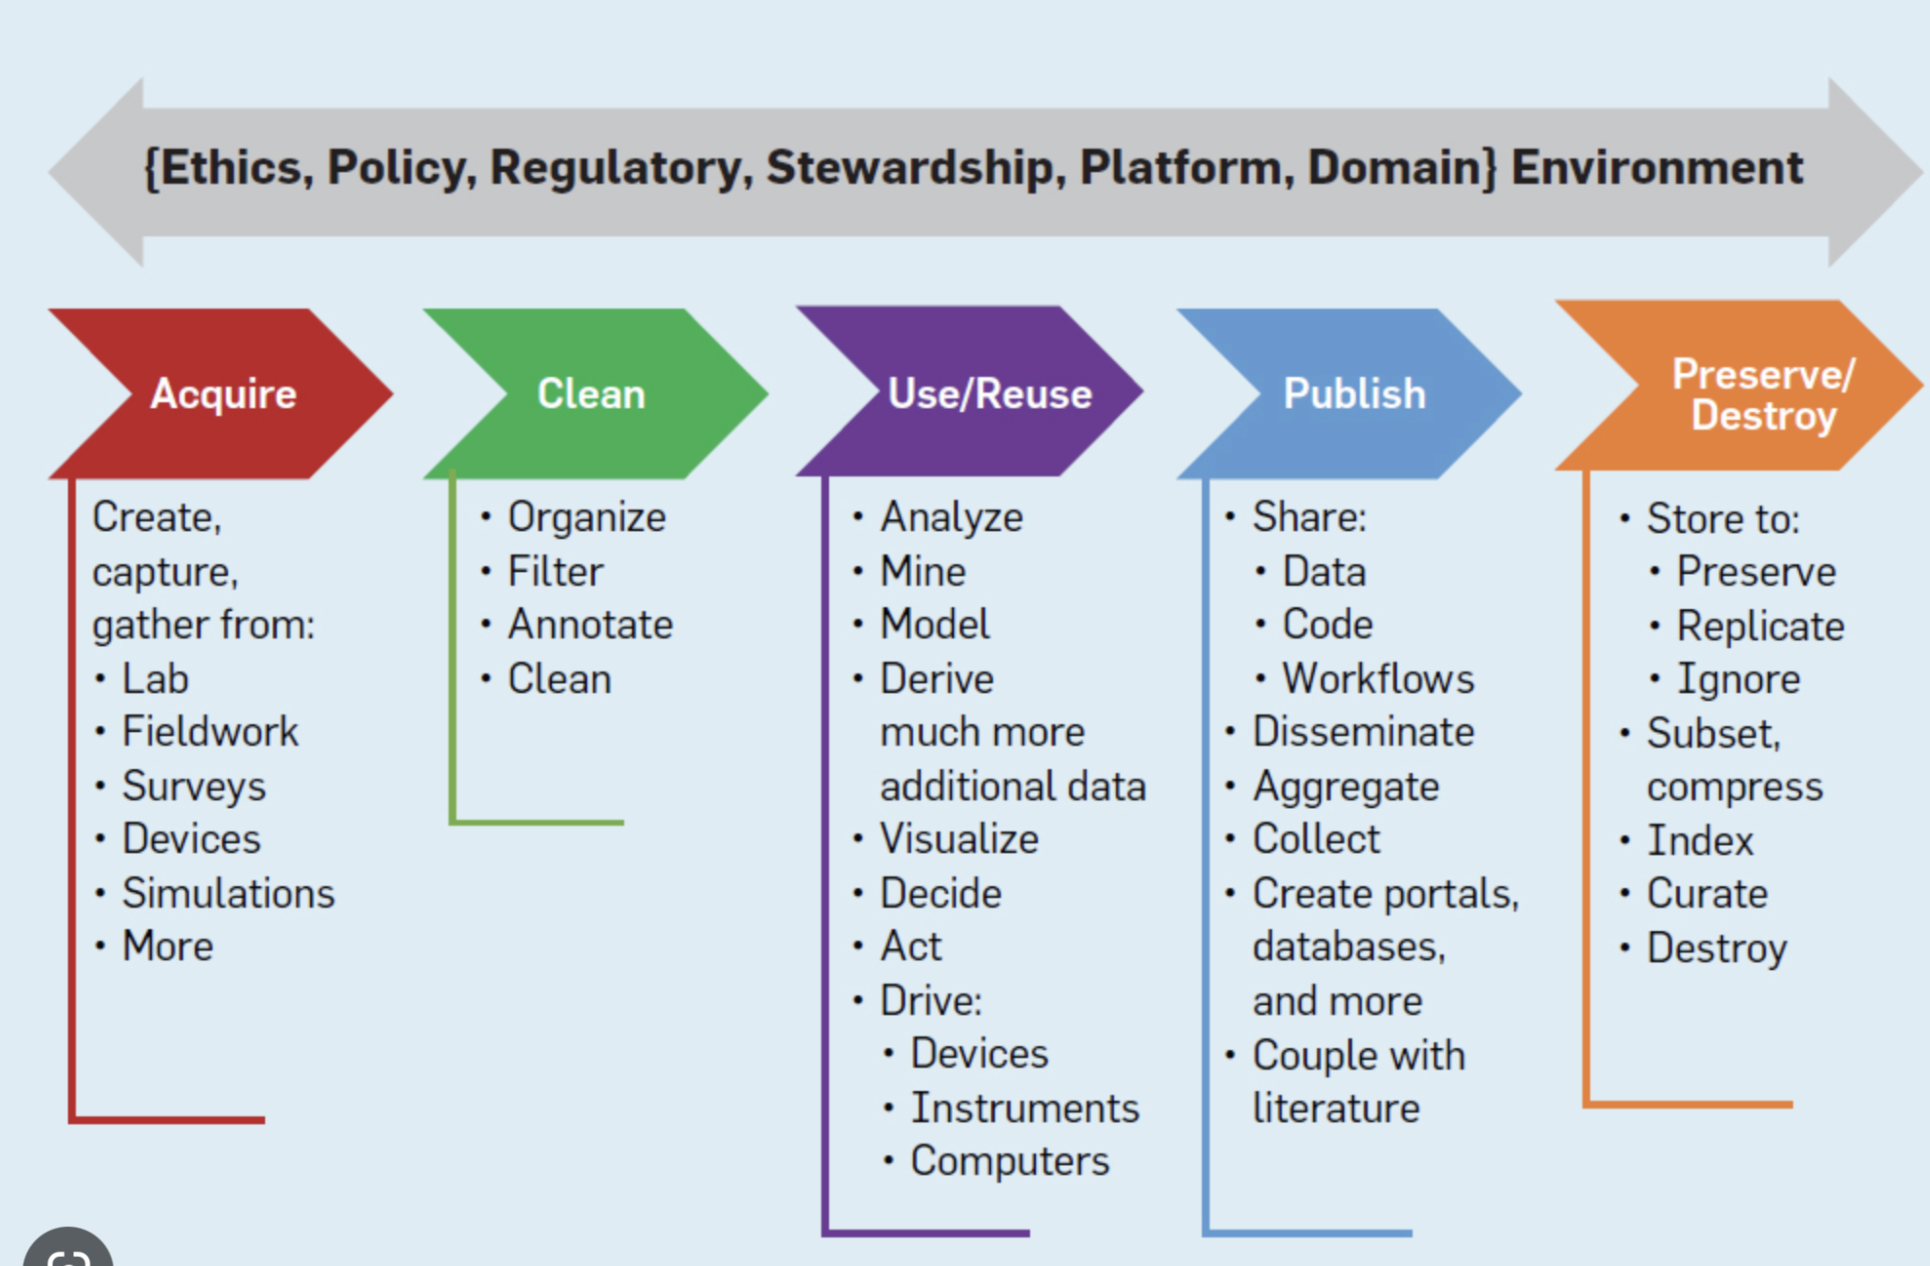 {Ethics, Policy, Regulatory, Stewardship, Platform, Domain} Environment
Acquire
Create,
capture,
gather from:
• Lab
• Fieldwork
• Surveys
• Devices
• Simulations
• More
Clean
• Organize
• Filter
• Annotate
• Clean
Use/Reuse
• Analyze
• Mine
• Model
• Derive
much more
additional data
• Visualize
• Decide
• Act
• Drive:
• Devices
• Instruments
• Computers
Publish
• Share:
• Data
• Code
• Workflows
• Disseminate
• Aggregate
• Collect
• Create portals,
databases,
and more
• Couple with
literature
Preserve/
Destroy
• Store to:
• Preserve
• Replicate
• Ignore
• Subset,
compress
• Index
• Curate
• Destroy